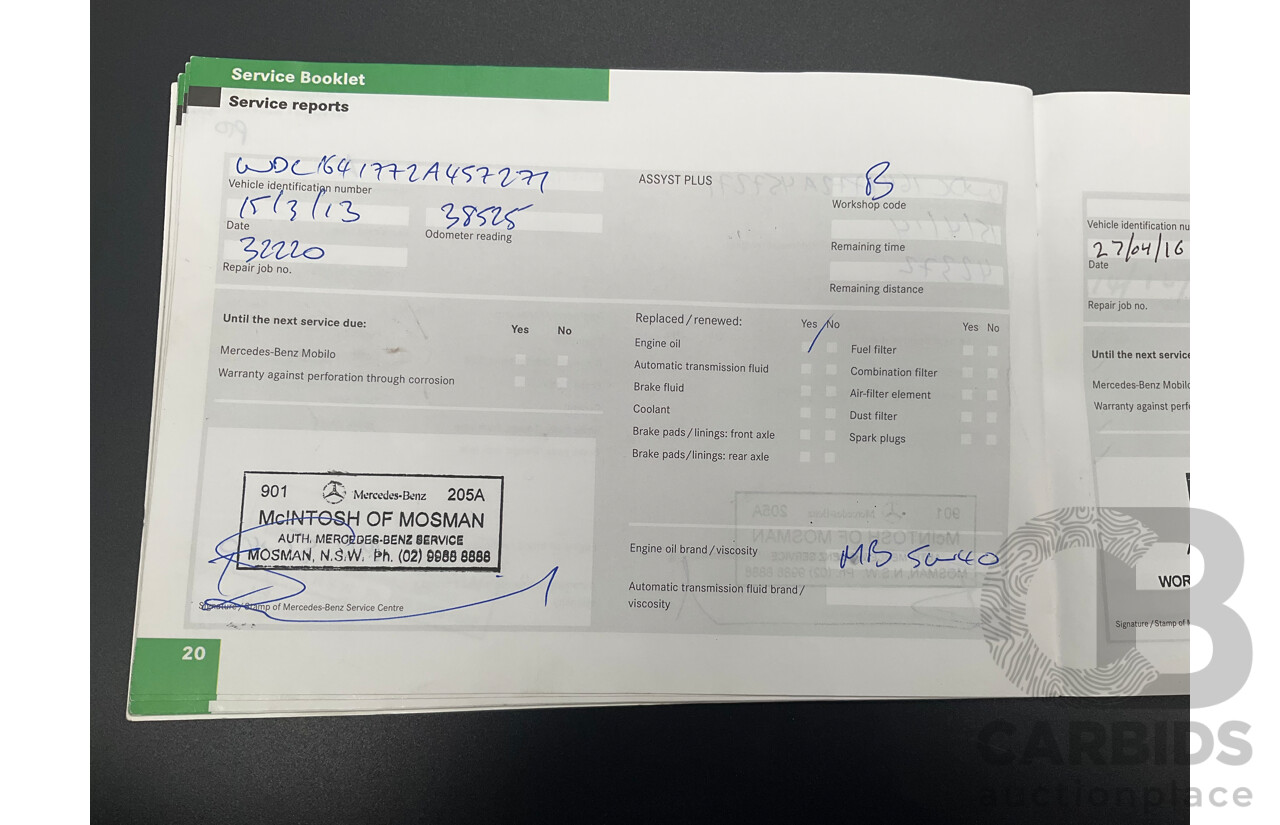 Service Booklet
Service reports
WDC1641772A457271
Vehicle identification number
15/3/13
Date
38525
Odometer reading
32220
Repair job no.
ASSYST PLUS
B
Workshop code
Remaining time
Remaining distance
Until the next service due:
Yes No
Mercedes-Benz Mobilo
Warranty against perforation through corrosion
Replaced/renewed:
Yes No
Engine oil
Automatic transmission fluid
Brake fluid
Coolant
Brake pads/linings: front axle
Brake pads/linings: rear axle
Yes No
Fuel filter
Combination filter
Air-filter element
Dust filter
Spark plugs
901 Mercedes-Benz 205A
McINTOSH OF MOSMAN
AUTH. MERCEDES-BENZ SERVICE
MOSMAN, N.S.W. Ph. (02) 9988 8888
Signature/Stamp of Mercedes-Benz Service Centre
Engine oil brand/viscosity
MB 5w40
Automatic transmission fluid brand/
viscosity
20
Vehicle identification nu
27/04/16
Date
Repair job no.
Until the next service
Mercedes-Benz Mobilo
Warranty against perf
WOR
Signature/Stamp of M
CB
CARBIDS
auctionplace